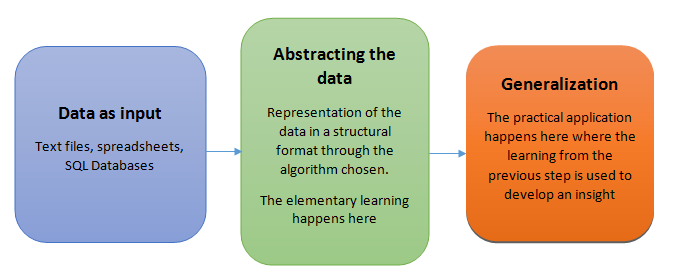 Data as input
Text files, spreadsheets,
SQL Databases
Abstracting the
data
Representation of the
data in a structural
format through the
algorithm chosen.
The elementary learning
happens here
Generalization
The practical application
happens here where the
learning from the
previous step is used to
develop an insight